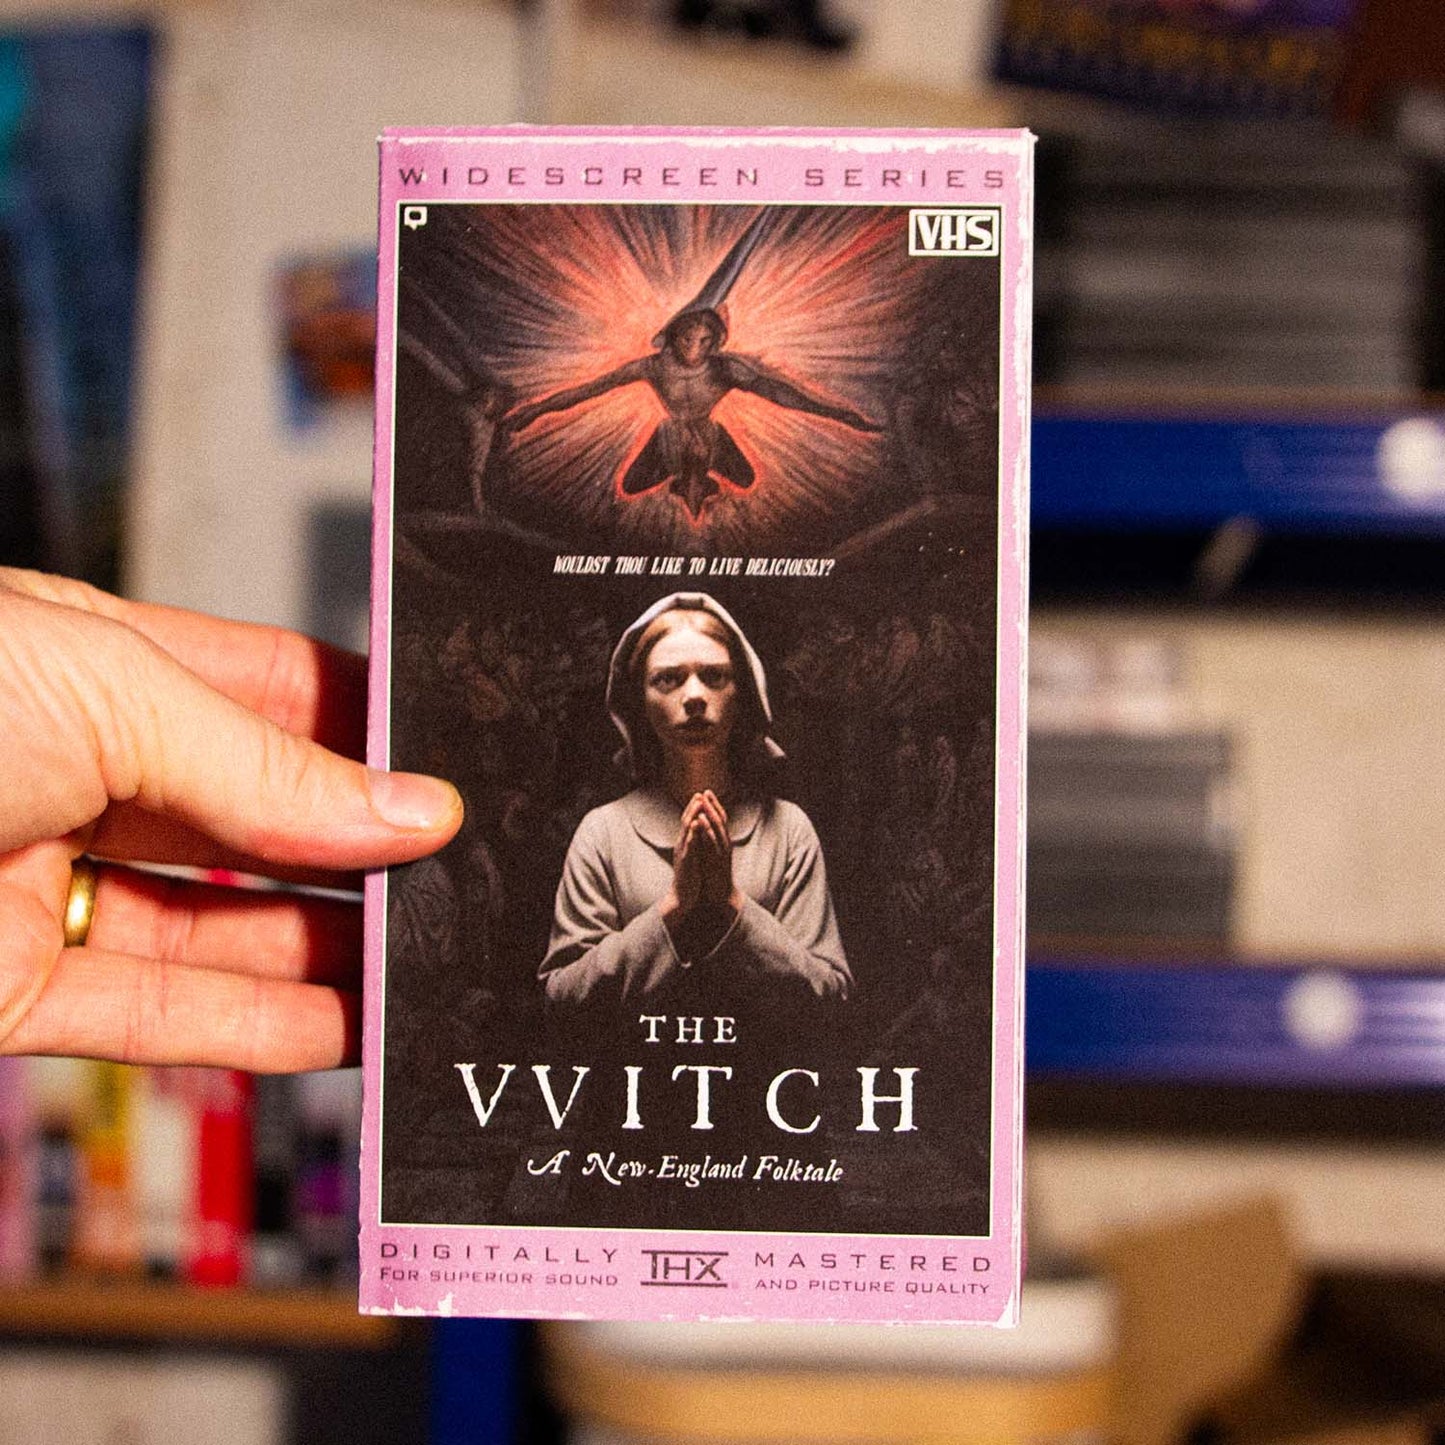 WIDESCREEN SERIES
VHS
WOULDST THOU LIKE TO LIVE DELICIOUSLY?
THE
VVITCH
A New-England Folktale
DIGITALLY THX MASTERED
FOR SUPERIOR SOUND AND PICTURE QUALITY